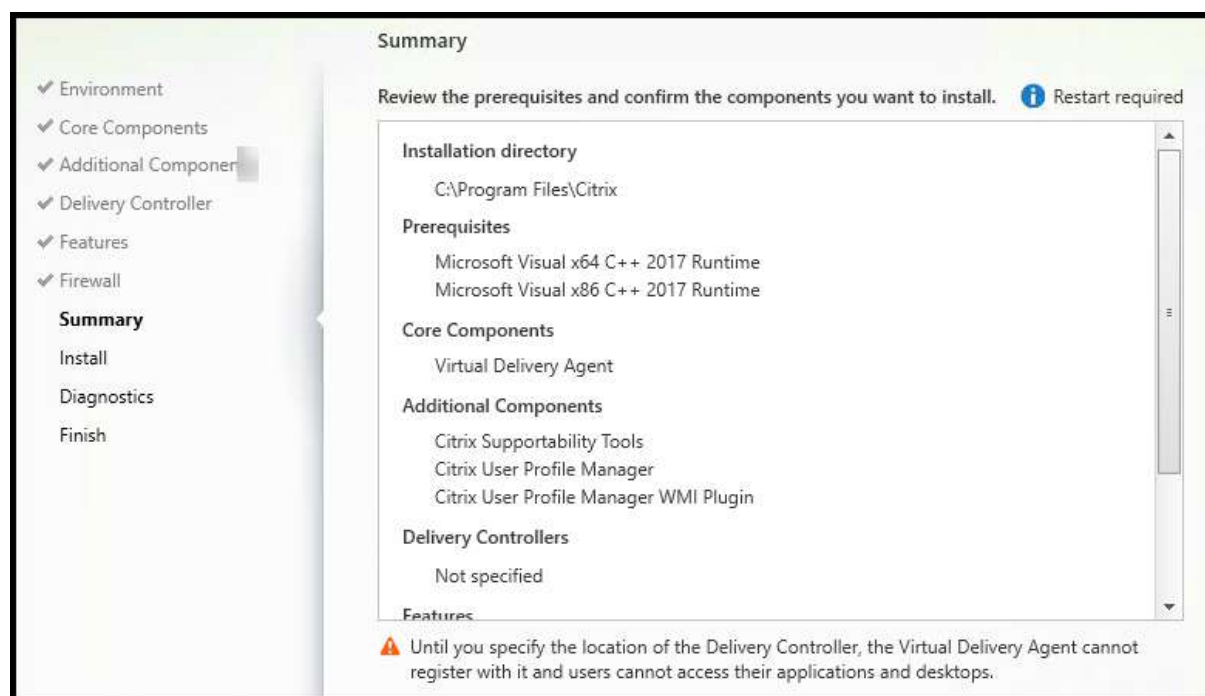 Summary
Environment
Core Components
Additional
Delivery Controller
Features
Firewall
Summary
Install
Diagnostics
Finish
Review the prerequisites and confirm the components you want to install.
Restart required
Installation directory
C:\Program Files\Citrix
Prerequisites
Microsoft Visual x64 C++ 2017 Runtime
Microsoft Visual x86 C++ 2017 Runtime
Core Components
Virtual Delivery Agent
Additional Components
Citrix Supportability Tools
Citrix User Profile Manager
Citrix User Profile Manager WMI Plugin
Delivery Controllers
Not specified
Features
Until you specify the location of the Delivery Controller, the Virtual Delivery Agent cannot
register with it and users cannot access their applications and desktops.